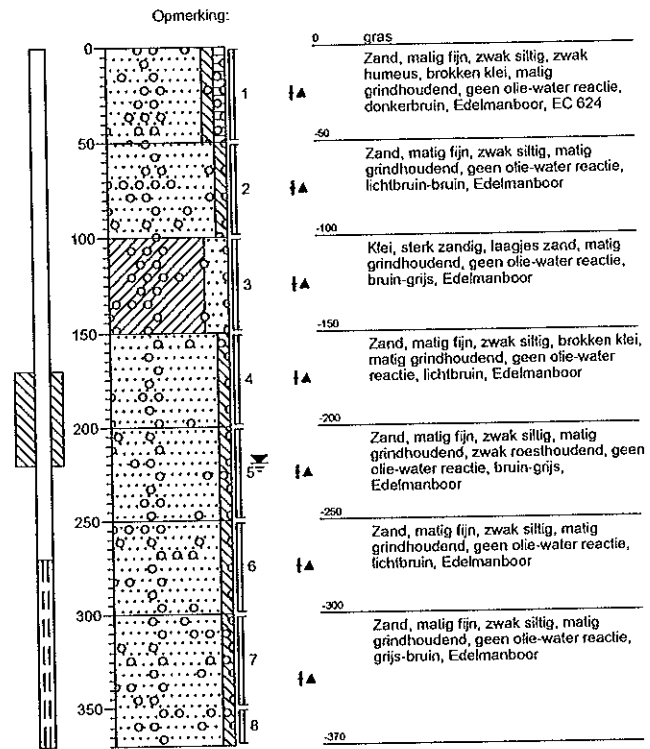 Opmerking:
0
50
100
150
200
250
300
350
1
2
3
4
5
6
7
8
0 gras
Zand, matig fijn, zwak siltig, zwak
humeus, brokken klei, matig
grindhoudend, geen olie-water reactie,
donkerbruin, Edelmanboor, EC 624
-50
Zand, matig fijn, zwak siltig, matig
grindhoudend, geen olie-water reactie,
lichtbruin-bruin, Edelmanboor
-100
Klei, sterk zandig, laagjes zand, matig
grindhoudend, geen olie-water reactie,
bruin-grijs, Edelmanboor
-150
Zand, matig fijn, zwak siltig, brokken klei,
matig grindhoudend, geen olie-water
reactie, lichtbruin, Edelmanboor
-200
Zand, matig fijn, zwak siltig, matig
grindhoudend, zwak roesthoudend, geen
olie-water reactie, bruin-grijs,
Edelmanboor
-250
Zand, matig fijn, zwak siltig, matig
grindhoudend, geen olie-water reactie,
lichtbruin, Edelmanboor
-300
Zand, matig fijn, zwak siltig, matig
grindhoudend, geen olie-water reactie,
grijs-bruin, Edelmanboor
-370